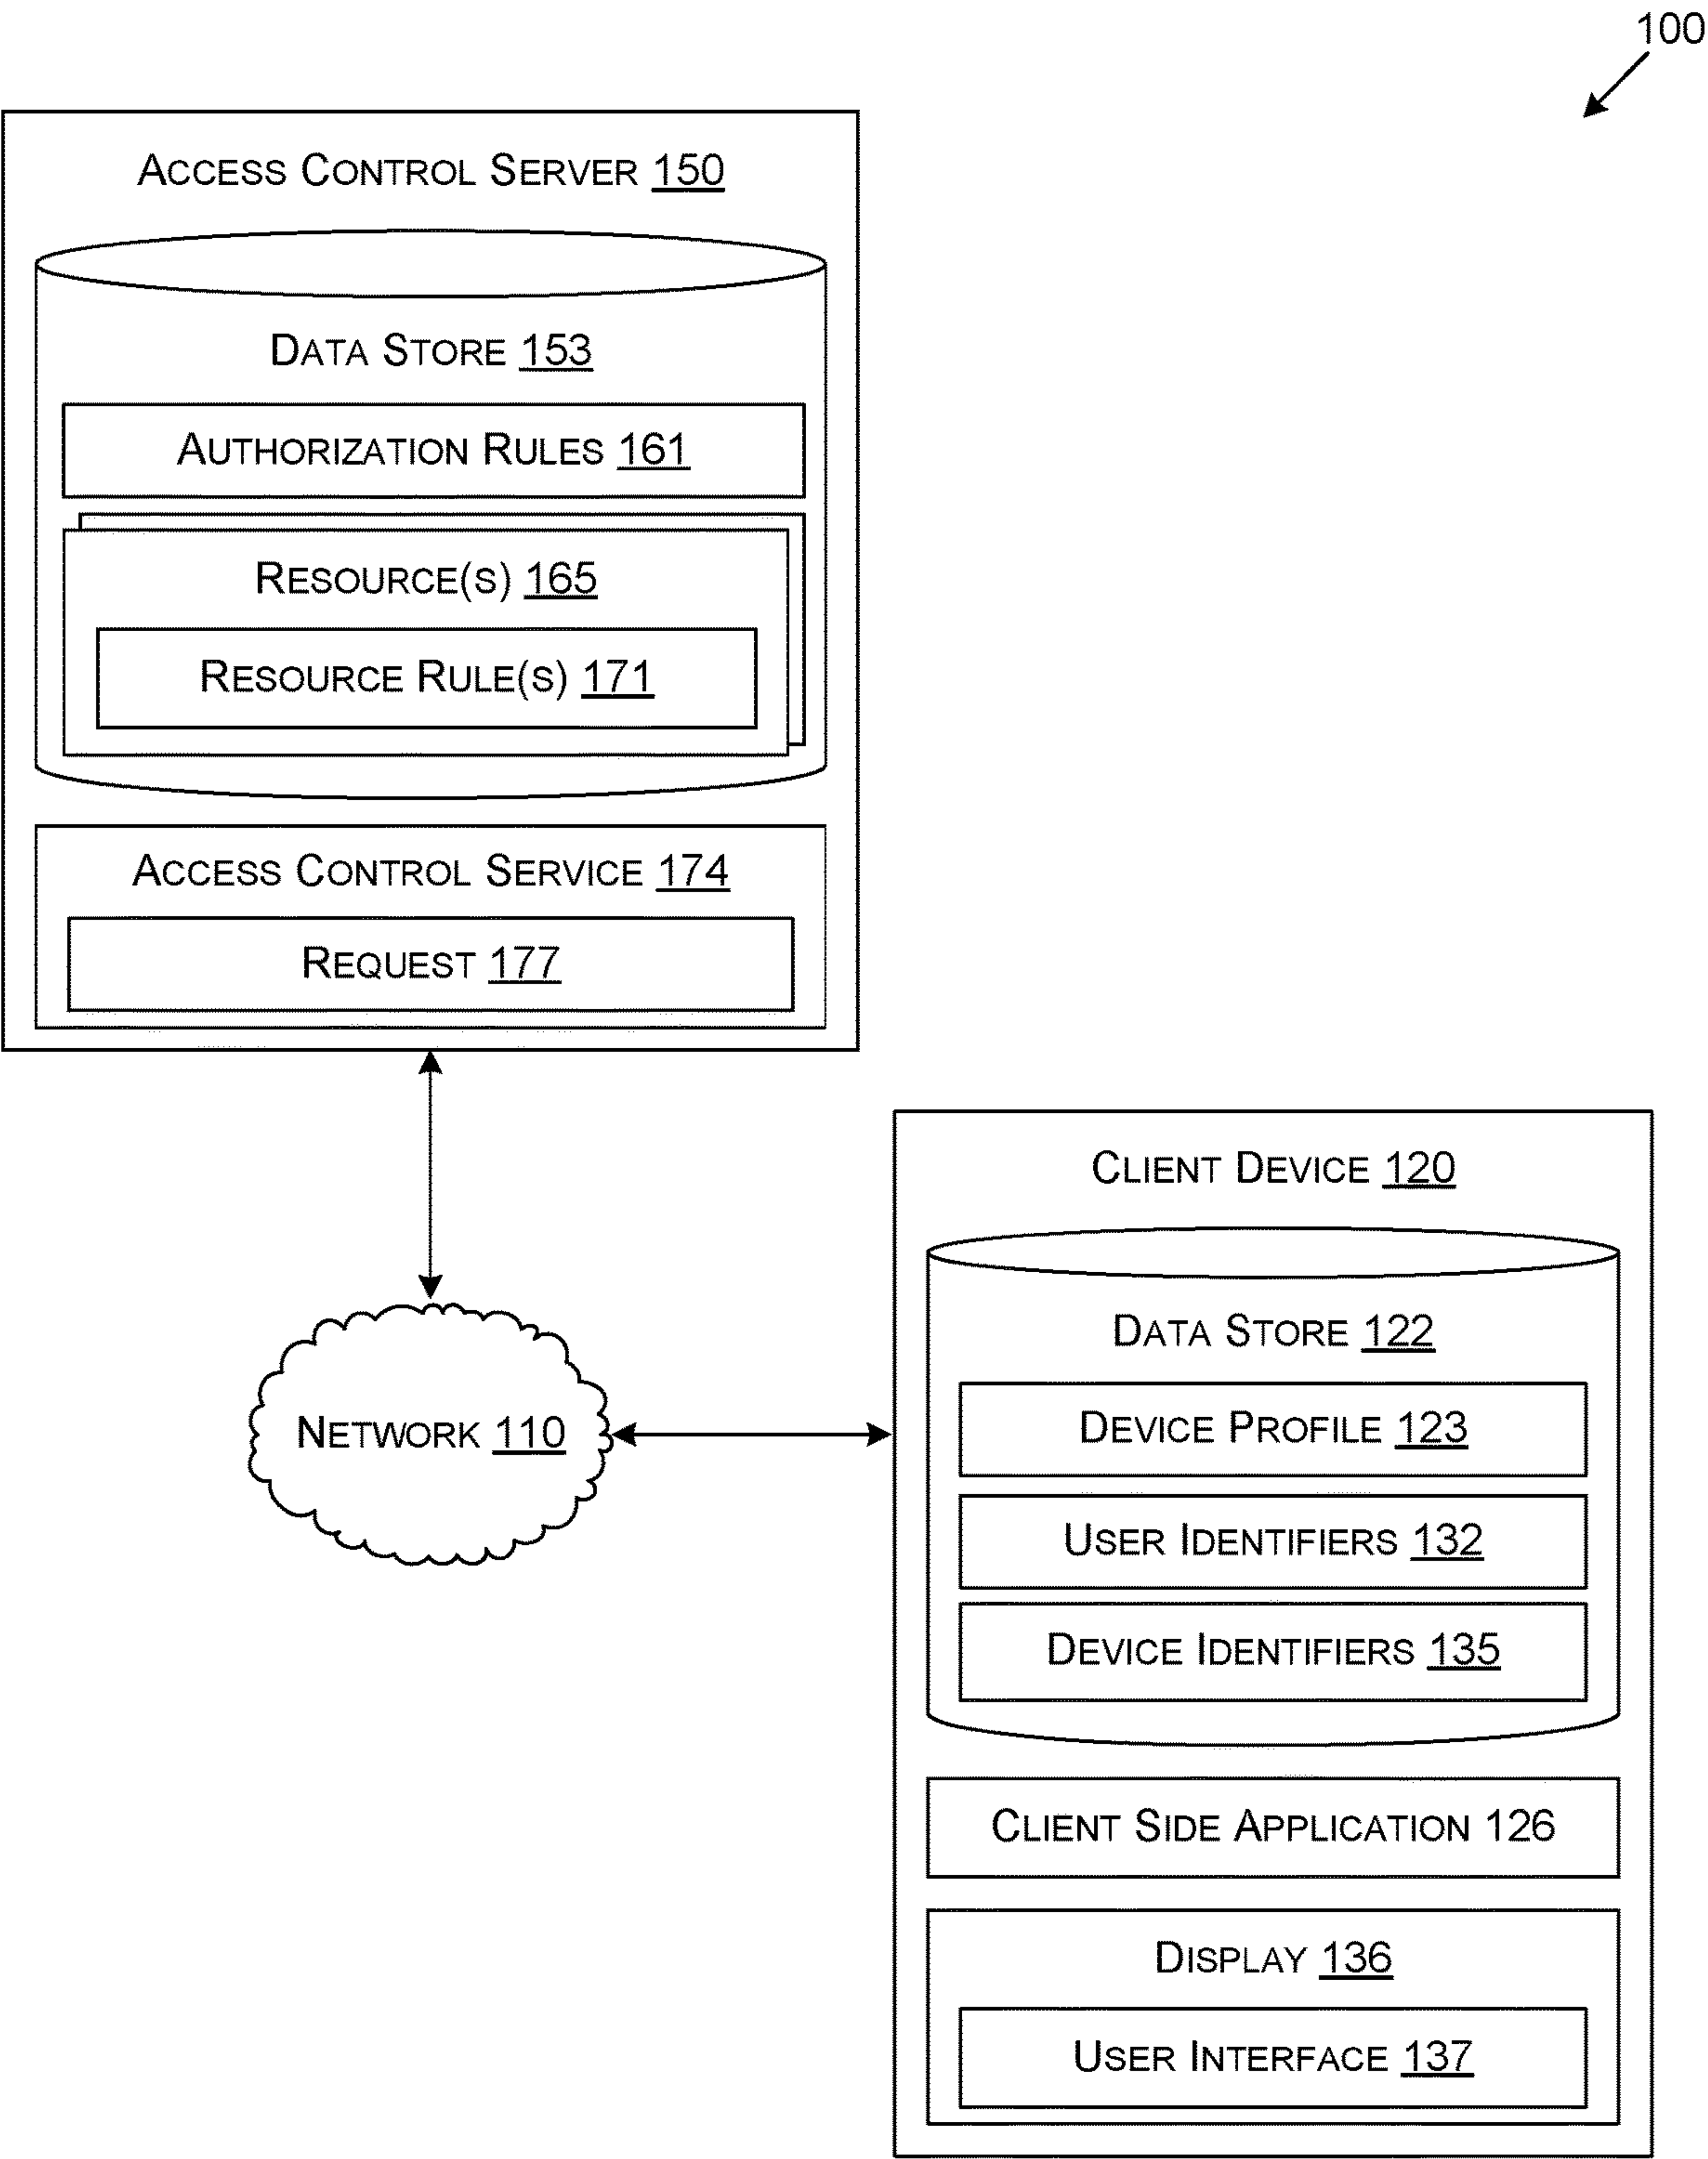 100
ACCESS CONTROL SERVER 150
DATA STORE 153
AUTHORIZATION RULES 161
RESOURCE(S) 165
RESOURCE RULE(S) 171
ACCESS CONTROL SERVICE 174
REQUEST 177
NETWORK 110
CLIENT DEVICE 120
DATA STORE 122
DEVICE PROFILE 123
USER IDENTIFIERS 132
DEVICE IDENTIFIERS 135
CLIENT SIDE APPLICATION 126
DISPLAY 136
USER INTERFACE 137